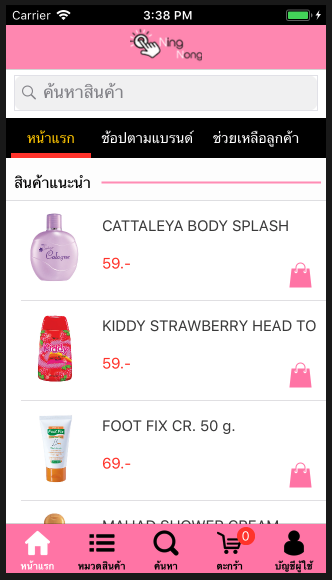 Carrier 3:38 PM
Ning
Nong
ค้นหาสินค้า
หน้าแรก ช้อปตามแบรนด์ ช่วยเหลือลูกค้า
สินค้าแนะนำ
CATTALEYA BODY SPLASH
Cologne
59.-
KIDDY STRAWBERRY HEAD TO
Kiddy
59.-
FOOT FIX CR. 50 g.
Foot Fix
69.-
MAHAD SHOWER CREAM
0
หน้าแรก หมวดสินค้า ค้นหา ตะกร้า บัญชีผู้ใช้